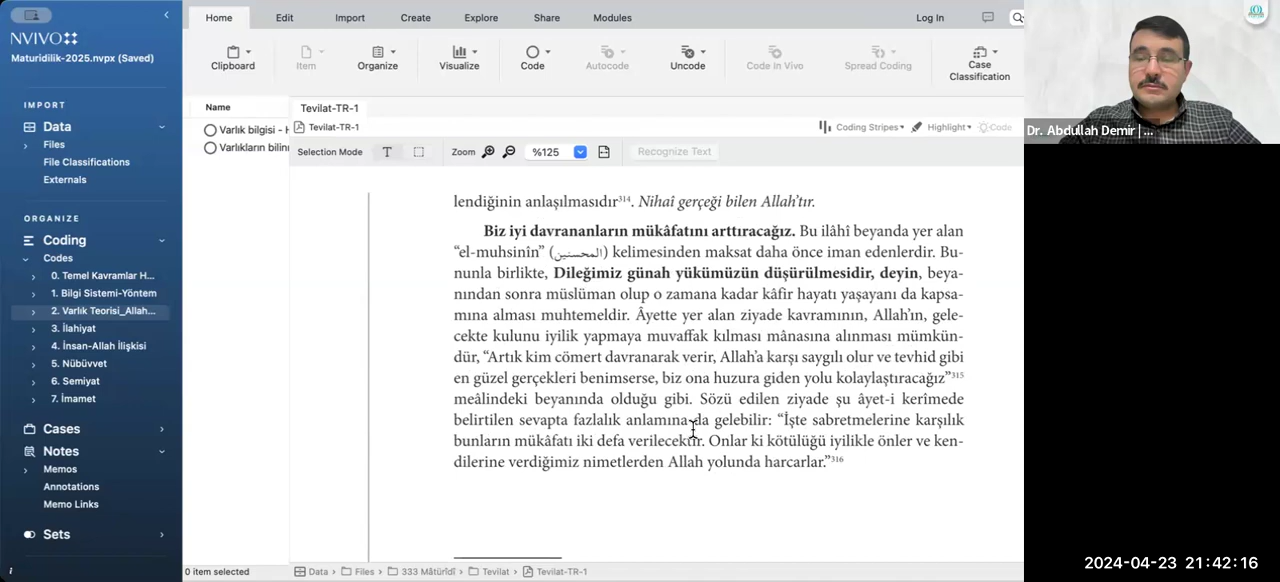 NVIVO
Maturidilik-2025.nvpx (Saved)
IMPORT
Data
Files
File Classifications
Externals
ORGANIZE
Coding
Codes
0. Temel Kavramlar H...
1. Bilgi Sistemi-Yöntem
2. Varlık Teorisi_Allah...
3. İlahiyat
4. İnsan-Allah İlişkisi
5. Nübüvvet
6. Semiyat
7. İmamet
Cases
Notes
Memos
Annotations
Memo Links
Sets
Home Edit Import Create Explore Share Modules Log In
Clipboard Item Organize Visualize Code Autocode Uncode Code In Vivo Spread Coding Case
Classification
Name
Varlık bilgisi - H
Varlıkların bilin
Tevilat-TR-1
Tevilat-TR-1 Coding Stripes Highlight Code
Selection Mode T Zoom %125 Recognize Text
lendiğinin anlaşılmasıdır³¹⁴. Nihaî gerçeği bilen Allah’tır.
Biz iyi davrananların mükâfatını arttıracağız. Bu ilâhî beyanda yer alan
“el-muhsinîn” (المحسنين) kelimesinden maksat daha önce iman edenlerdir. Bu-
nunla birlikte, Dileğimiz günah yükümüzün düşürülmesidir, deyin, beya-
nından sonra müslüman olup o zamana kadar kâfir hayatı yaşayanı da kapsa-
mına alması muhtemeldir. Âyette yer alan ziyade kavramının, Allah’ın, gele-
cekte kulunu iyilik yapmaya muvaffak kılması mânasına alınması mümkün-
dür, “Artık kim cömert davranarak verir, Allah’a karşı saygılı olur ve tevhid gibi
en güzel gerçekleri benimserse, biz ona huzura giden yolu kolaylaştıracağız”³¹⁵
meâlindeki beyanında olduğu gibi. Sözü edilen ziyade şu âyet-i kerîmede
belirtilen sevapta fazlalık anlamına da gelebilir: “İşte sabretmelerine karşılık
bunların mükâfatı iki defa verilecektir. Onlar ki kötülüğü iyilikle önler ve ken-
dilerine verdiğimiz nimetlerden Allah yolunda harcarlar.”³¹⁶
0 item selected Data Files 333 Mâtürîdî Tevilat Tevilat-TR-1
Dr. Abdullah Demir | ...
2024-04-23 21:42:16